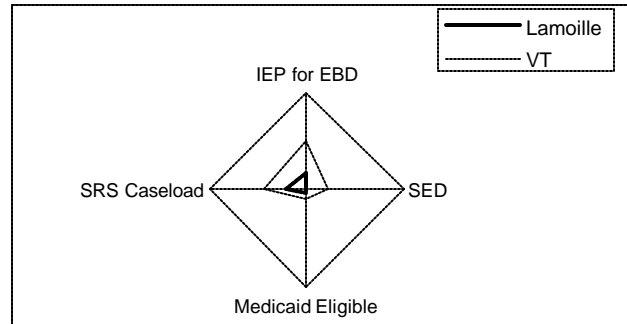 Lamoille
VT
IEP for EBD
SRS Caseload
SED
Medicaid Eligible